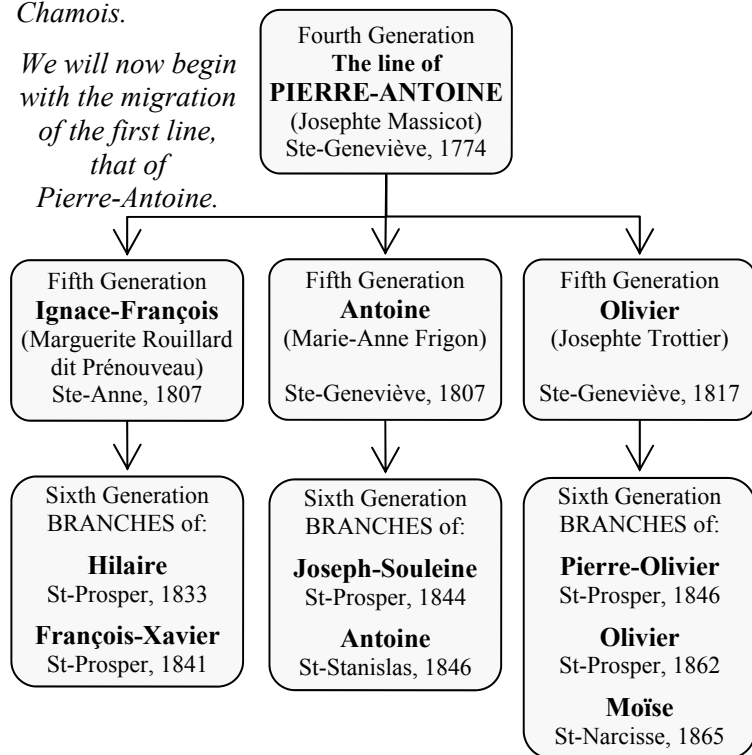 Chamois.
We will now begin
with the migration
of the first line,
that of
Pierre-Antoine.
Fourth Generation
The line of
PIERRE-ANTOINE
(Josephte Massicot)
Ste-Geneviève, 1774
Fifth Generation
Ignace-François
(Marguerite Rouillard
dit Prénouveau)
Ste-Anne, 1807
Fifth Generation
Antoine
(Marie-Anne Frigon)
Ste-Geneviève, 1807
Fifth Generation
Olivier
(Josephte Trottier)
Ste-Geneviève, 1817
Sixth Generation
BRANCHES of:
Hilaire
St-Prosper, 1833
François-Xavier
St-Prosper, 1841
Sixth Generation
BRANCHES of:
Joseph-Souleine
St-Prosper, 1844
Antoine
St-Stanislas, 1846
Sixth Generation
BRANCHES of:
Pierre-Olivier
St-Prosper, 1846
Olivier
St-Prosper, 1862
Moïse
St-Narcisse, 1865